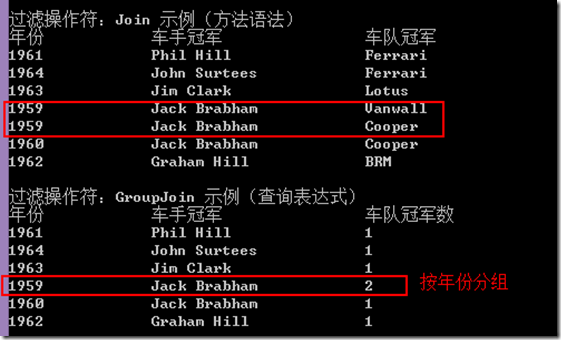 过滤操作符：Join 示例（方法语法）
年份 车手冠军 车队冠军
1961 Phil Hill Ferrari
1964 John Surtees Ferrari
1963 Jim Clark Lotus
1959 Jack Brabham Vanwall
1959 Jack Brabham Cooper
1960 Jack Brabham Cooper
1962 Graham Hill BRM
过滤操作符：GroupJoin 示例（查询表达式）
年份 车手冠军 车队冠军数
1961 Phil Hill 1
1964 John Surtees 1
1963 Jim Clark 1
1959 Jack Brabham 2 按年份分组
1960 Jack Brabham 1
1962 Graham Hill 1